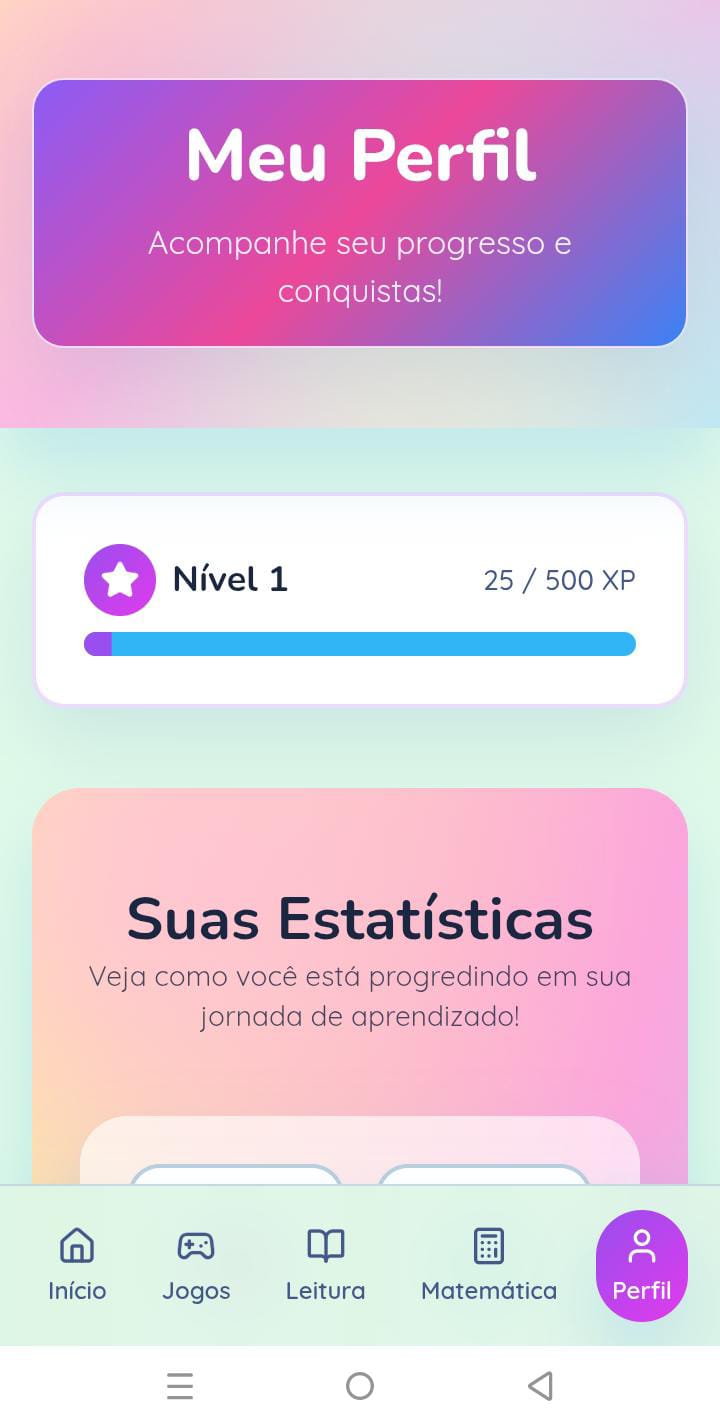 Meu Perfil
Acompanhe seu progresso e
conquistas!
Nível 1
25 / 500 XP
Suas Estatísticas
Veja como você está progredindo em sua
jornada de aprendizado!
Início
Jogos
Leitura
Matemática
Perfil